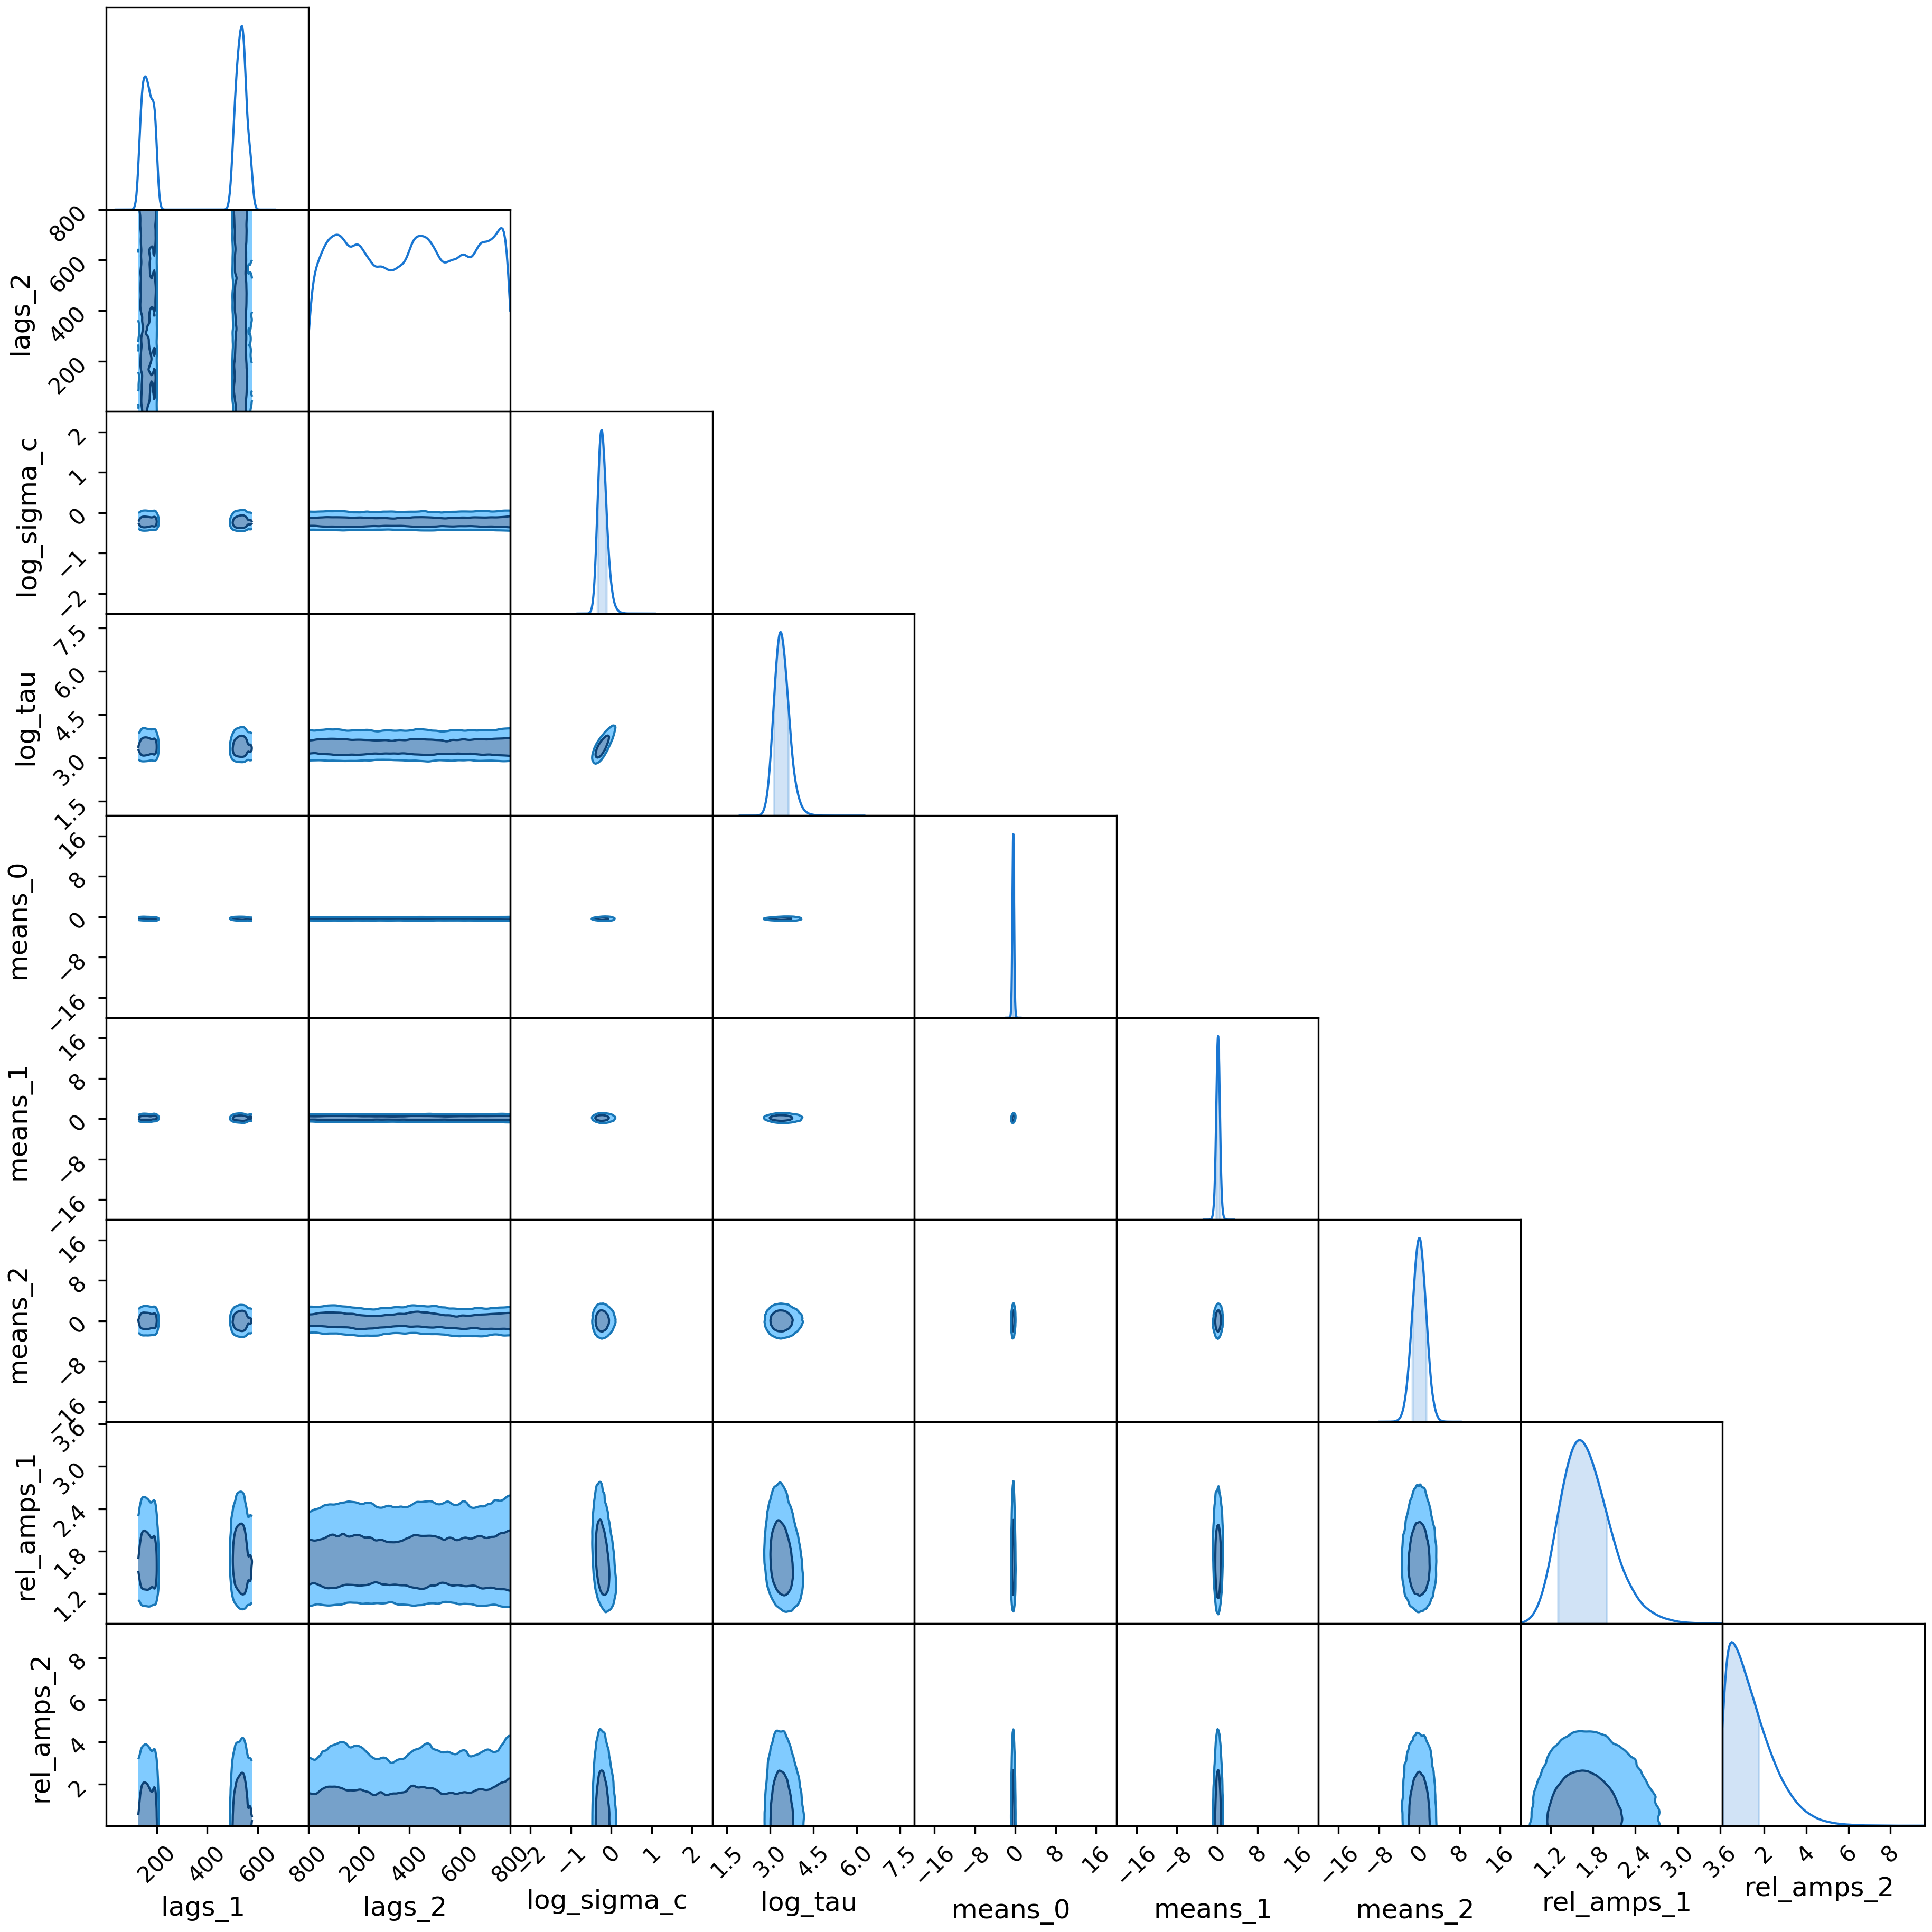 lags_2
800
600
400
200
log_sigma_c
2
1
0
−1
−2
log_tau
7.5
6.0
4.5
3.0
1.5
means_0
16
8
0
−8
−16
means_1
16
8
0
−8
−16
means_2
16
8
0
−8
−16
rel_amps_1
3.6
3.0
2.4
1.8
1.2
rel_amps_2
8
6
4
2
200 400 600 800
200 400 600 800
−2 −1 0 1 2
1.5 3.0 4.5 6.0 7.5
−16 −8 0 8 16
−16 −8 0 8 16
−16 −8 0 8 16
1.2 1.8 2.4 3.0 3.6
2 4 6 8
lags_1 lags_2 log_sigma_c log_tau means_0 means_1 means_2 rel_amps_1 rel_amps_2